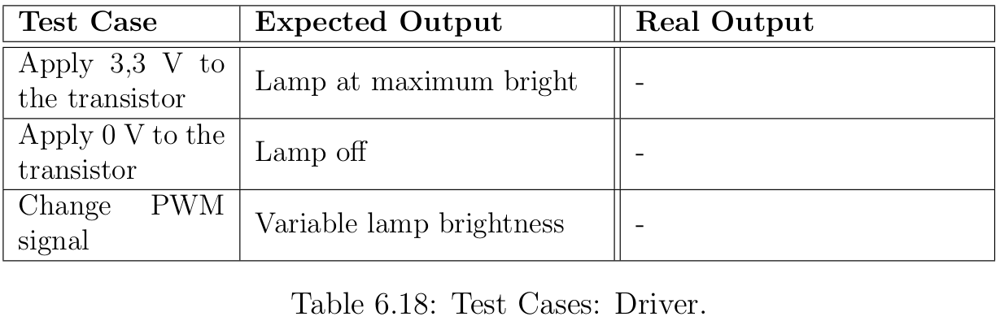 Test Case Expected Output Real Output
Apply 3,3 V to
the transistor
Lamp at maximum bright
-
Apply 0 V to the
transistor
Lamp off
-
Change PWM
signal
Variable lamp brightness
-
Table 6.18: Test Cases: Driver.